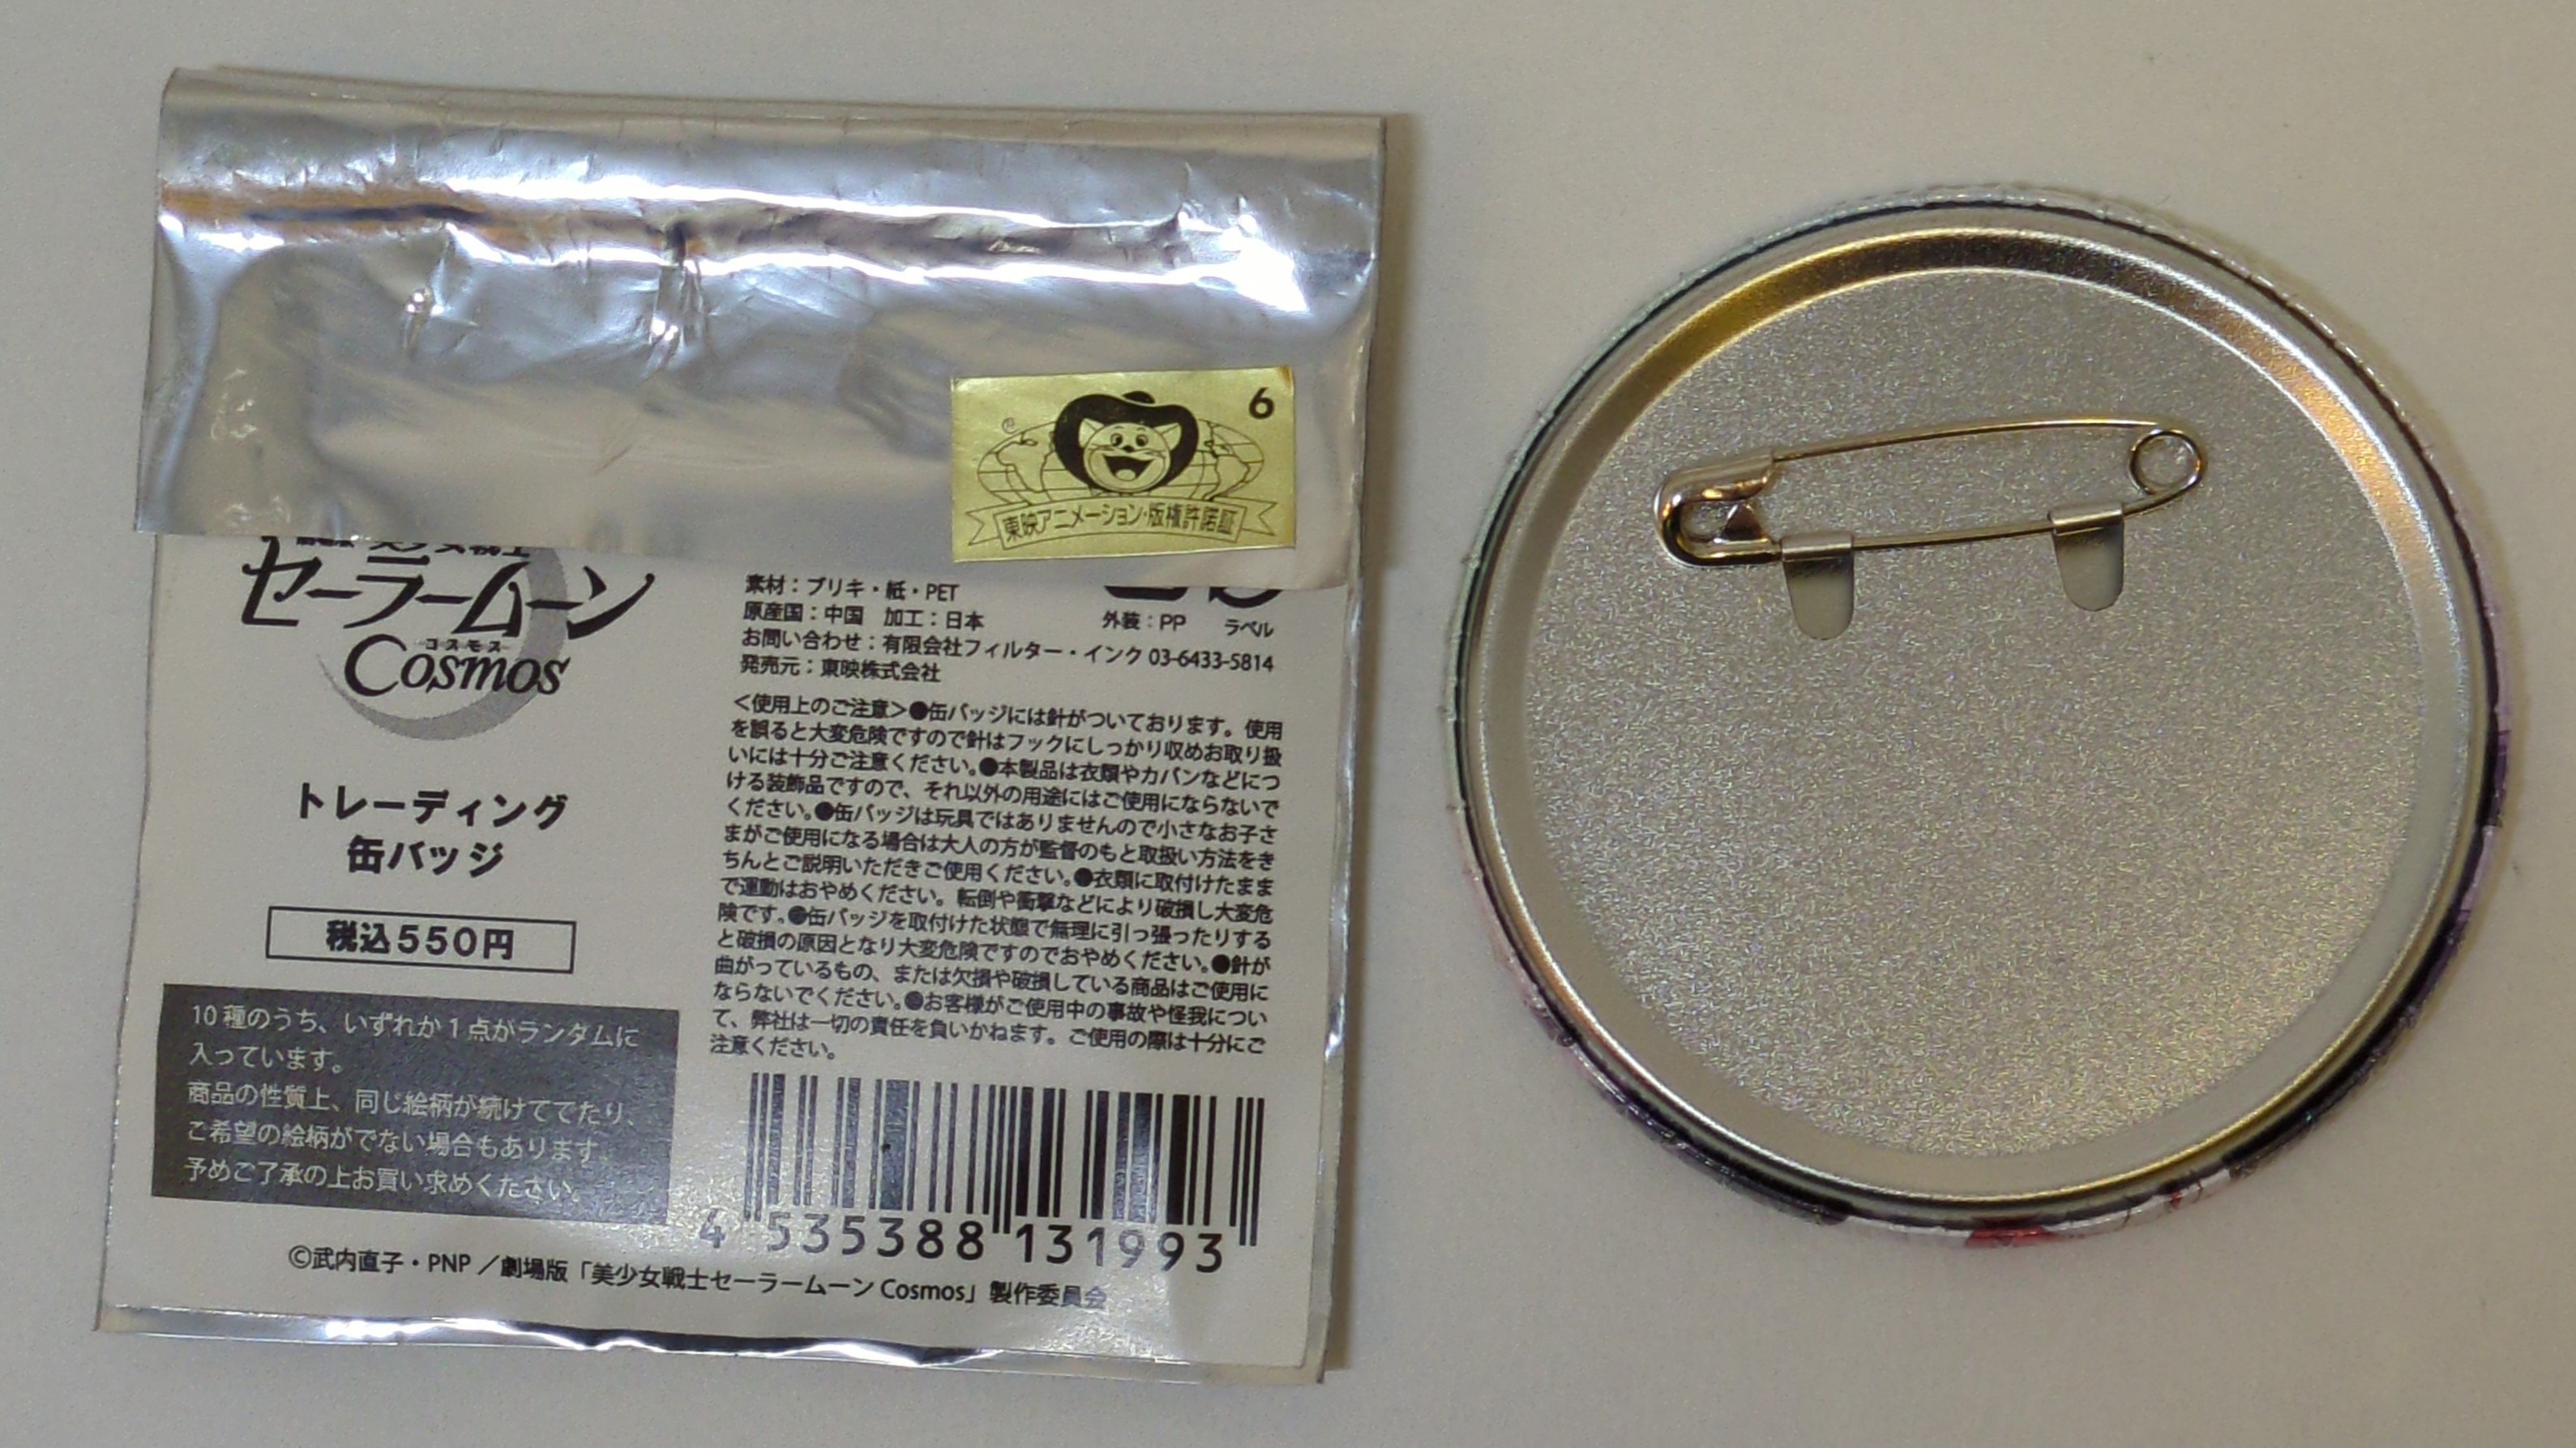 6
東映アニメーション・版権許諾証
セーラームーン
コスモス
Cosmos
トレーディング
缶バッジ
税込550円
10種のうち、いずれか1点がランダムに
入っています。
商品の性質上、同じ絵柄が続けてでたり、
ご希望の絵柄がでない場合もあります。
予めご了承の上お買い求めください。
素材：ブリキ・紙・PET
原産国：中国　加工：日本
外装：PP　ラベル
お問い合わせ：有限会社フィルター・インク 03-6433-5814
発売元：東映株式会社
＜使用上のご注意＞●缶バッジには針がついております。使用
を誤ると大変危険ですので針はフックにしっかり収めお取り扱
いには十分ご注意ください。●本製品は衣類やカバンなどにつ
ける装飾品ですので、それ以外の用途にはご使用にならないで
ください。●缶バッジは玩具ではありませんので小さなお子さ
まがご使用になる場合は大人の方が監督のもと取扱い方法をき
ちんとご説明いただきご使用ください。●衣類に取付けたまま
で運動はおやめください。転倒や衝撃などにより破損し大変危
険です。●缶バッジを取付けた状態で無理に引っ張ったりする
と破損の原因となり大変危険ですのでおやめください。●針が
曲がっているもの、または欠損や破損している商品はご使用に
ならないでください。●お客様がご使用中の事故や怪我につい
て、弊社は一切の責任を負いかねます。ご使用の際は十分にご
注意ください。
4 535388 131993
©武内直子・PNP／劇場版「美少女戦士セーラームーンCosmos」製作委員会